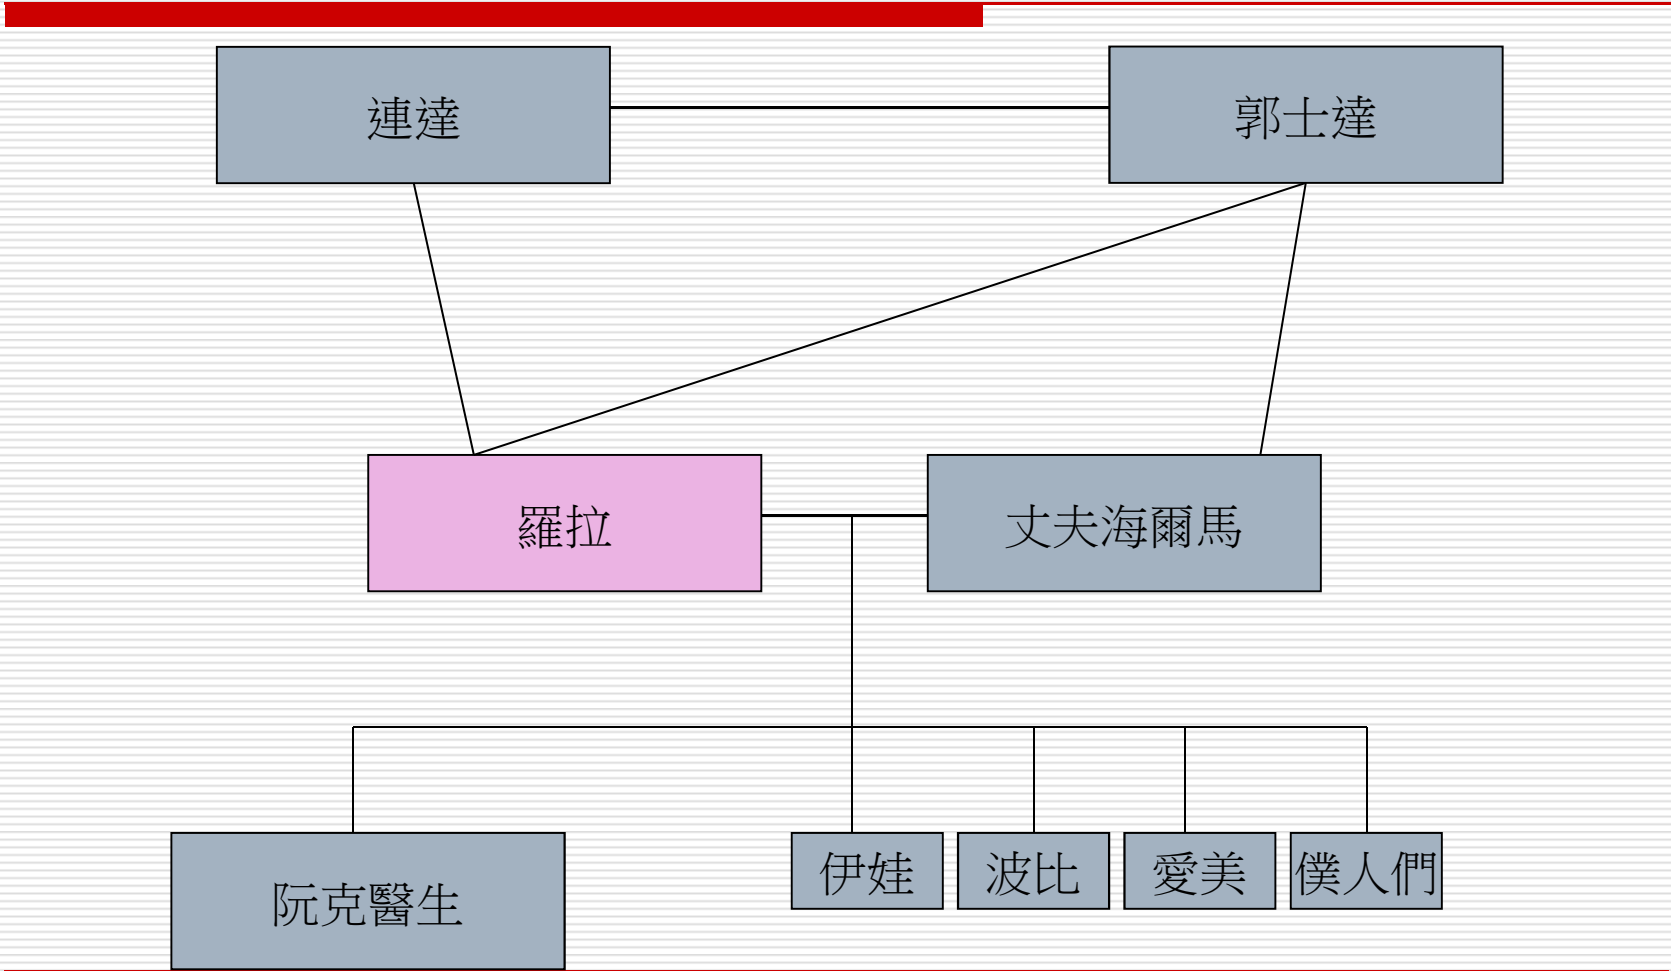 連達
郭士達
羅拉
丈夫海爾馬
阮克醫生
伊娃
波比
愛美
僕人們